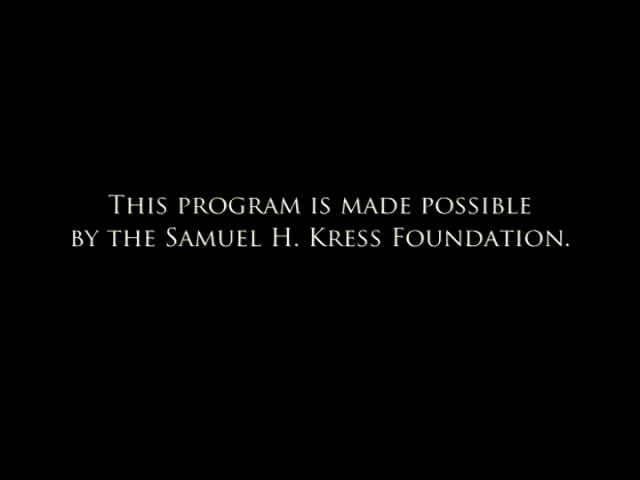 This program is made possible
by the Samuel H. Kress Foundation.